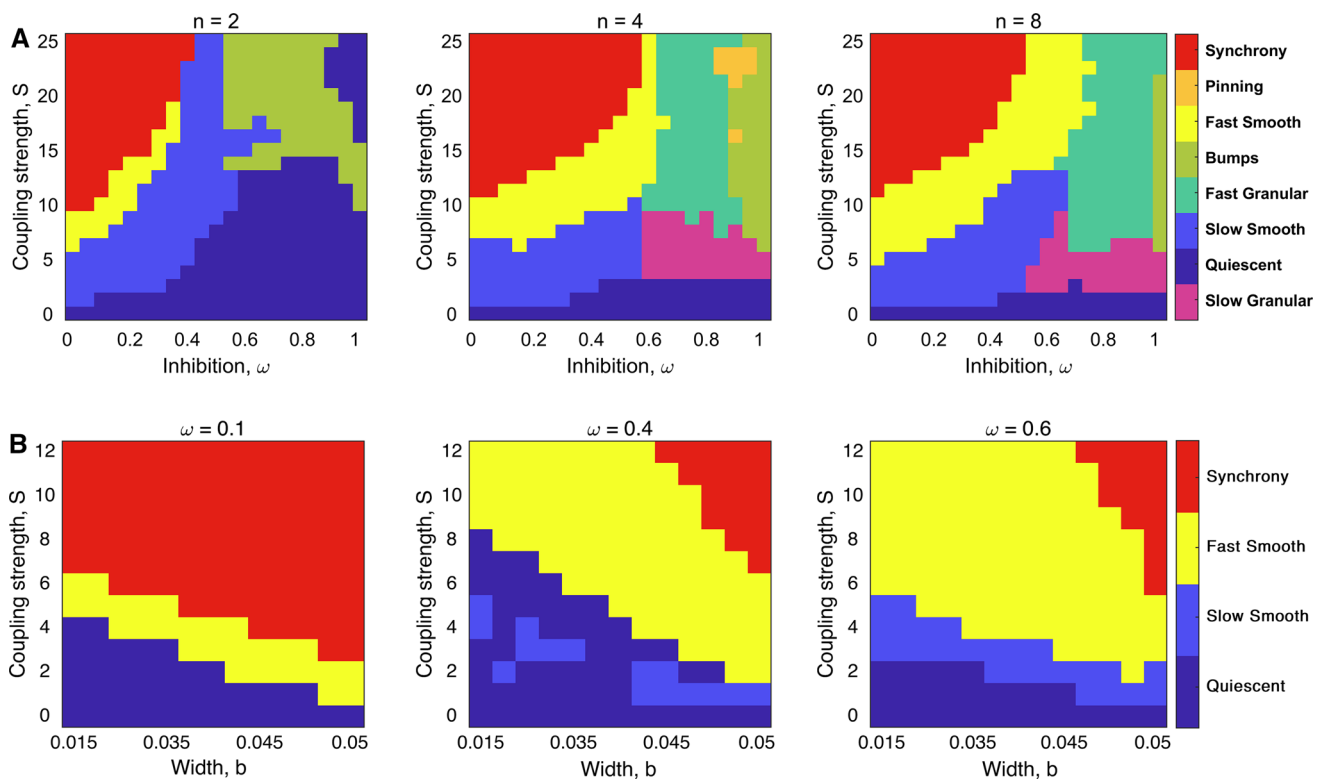 A
n = 2
n = 4
n = 8
Coupling strength, S
25
20
15
10
5
0
0 0.2 0.4 0.6 0.8 1
Inhibition, ω
Coupling strength, S
25
20
15
10
5
0
0 0.2 0.4 0.6 0.8 1
Inhibition, ω
Coupling strength, S
25
20
15
10
5
0
0 0.2 0.4 0.6 0.8 1
Inhibition, ω
Synchrony
Pinning
Fast Smooth
Bumps
Fast Granular
Slow Smooth
Quiescent
Slow Granular
B
ω = 0.1
ω = 0.4
ω = 0.6
Coupling strength, S
12
10
8
6
4
2
0
0.015 0.035 0.045 0.05
Width, b
Coupling strength, S
12
10
8
6
4
2
0
0.015 0.035 0.045 0.05
Width, b
Coupling strength, S
12
10
8
6
4
2
0
0.015 0.035 0.045 0.05
Width, b
Synchrony
Fast Smooth
Slow Smooth
Quiescent